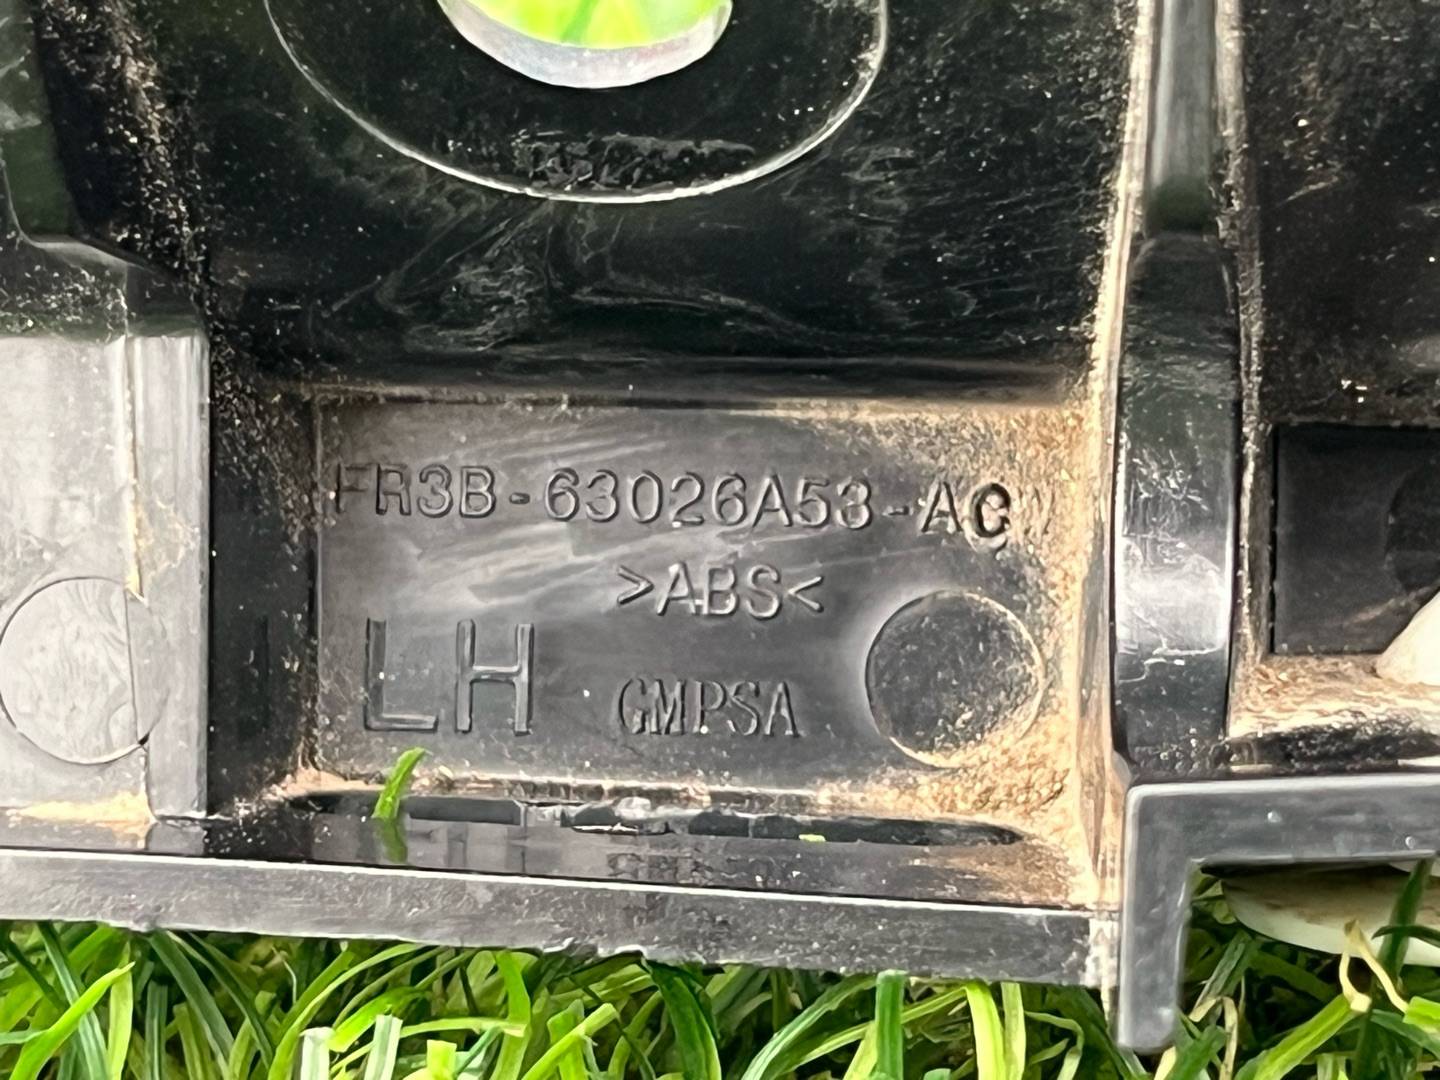 FR3B-63026A53-AC
>ABS<
LH GMPSA